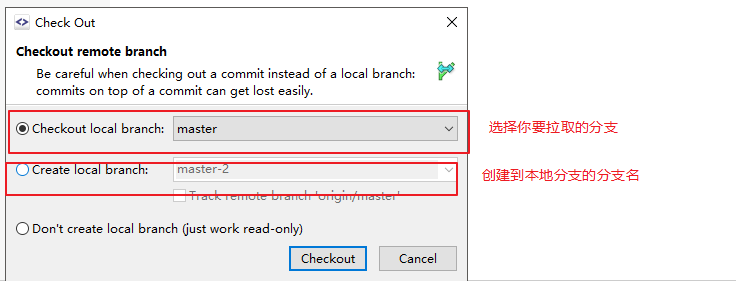 Check Out
Checkout remote branch
Be careful when checking out a commit instead of a local branch:
commits on top of a commit can get lost easily.
Checkout local branch: master 选择你要拉取的分支
Create local branch: master-2 创建到本地分支的分支名
Track remote branch 'origin/master'
Don't create local branch (just work read-only)
Checkout Cancel